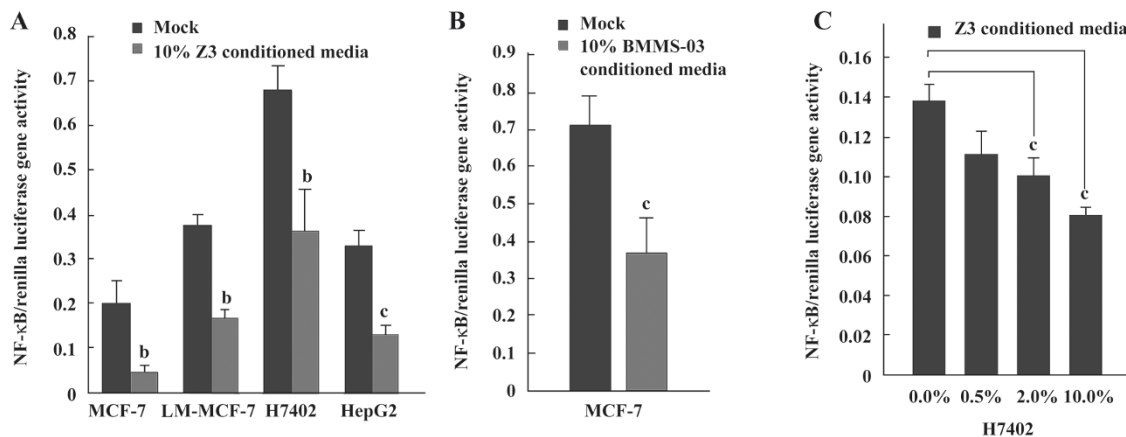 A
Mock
10% Z3 conditioned media
NF-κB/renilla luciferase gene activity
0.8
0.7
0.6
0.5
0.4
0.3
0.2
0.1
0
b
b
b
c
MCF-7 LM-MCF-7 H7402 HepG2
B
Mock
10% BMMS-03
conditioned media
NF-κB/renilla luciferase gene activity
0.9
0.8
0.7
0.6
0.5
0.4
0.3
0.2
0.1
0
c
MCF-7
C
Z3 conditioned media
NF-κB/renilla luciferase gene activity
0.16
0.14
0.12
0.10
0.08
0.06
0.04
0.02
0.00
c
c
0.0% 0.5% 2.0% 10.0%
H7402